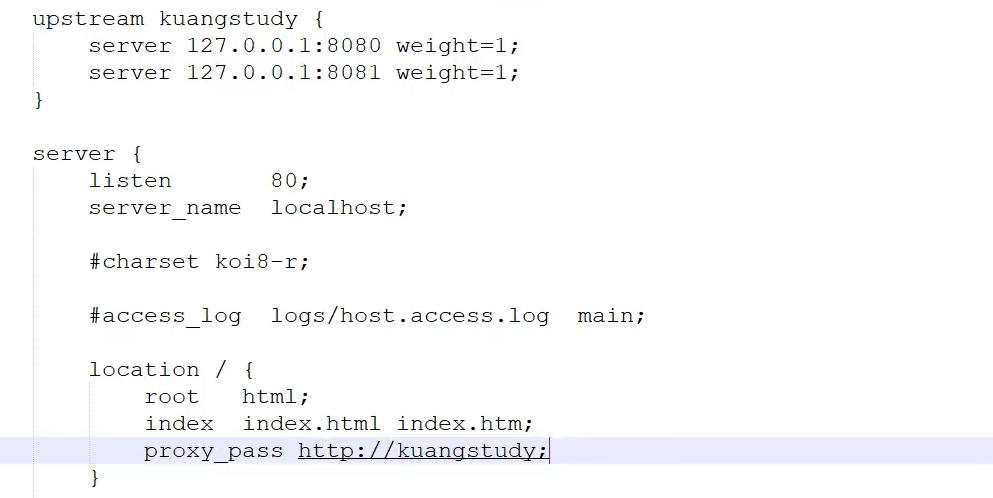 upstream kuangstudy {
    server 127.0.0.1:8080 weight=1;
    server 127.0.0.1:8081 weight=1;
}
server {
    listen       80;
    server_name  localhost;
    #charset koi8-r;
    #access_log  logs/host.access.log  main;
    location / {
        root   html;
        index  index.html index.htm;
        proxy_pass http://kuangstudy;
    }